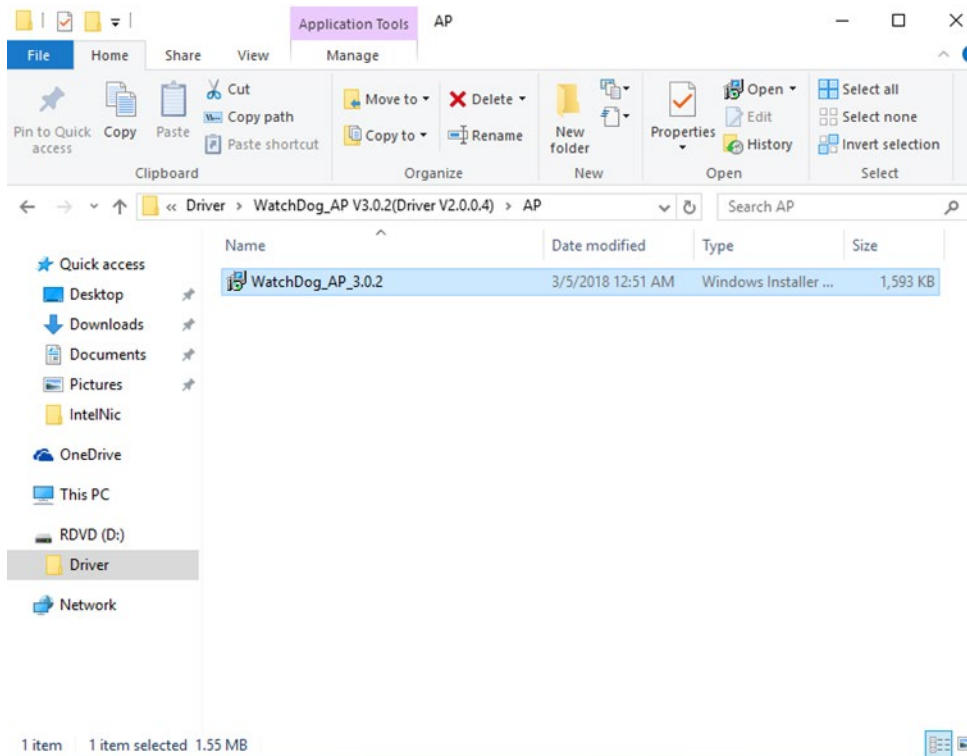 Application Tools AP
File Home Share View Manage
Pin to Quick access
Copy
Paste
Cut
Copy path
Paste shortcut
Clipboard
Move to
Copy to
Delete
Rename
Organize
New folder
New
Properties
Open
Edit
History
Open
Select all
Select none
Invert selection
Select
« Driver > WatchDog_AP V3.0.2(Driver V2.0.0.4) > AP
Search AP
Name Date modified Type Size
WatchDog_AP_3.0.2 3/5/2018 12:51 AM Windows Installer ... 1,593 KB
Quick access
Desktop
Downloads
Documents
Pictures
IntelNic
OneDrive
This PC
RDVD (D:)
Driver
Network
1 item 1 item selected 1.55 MB